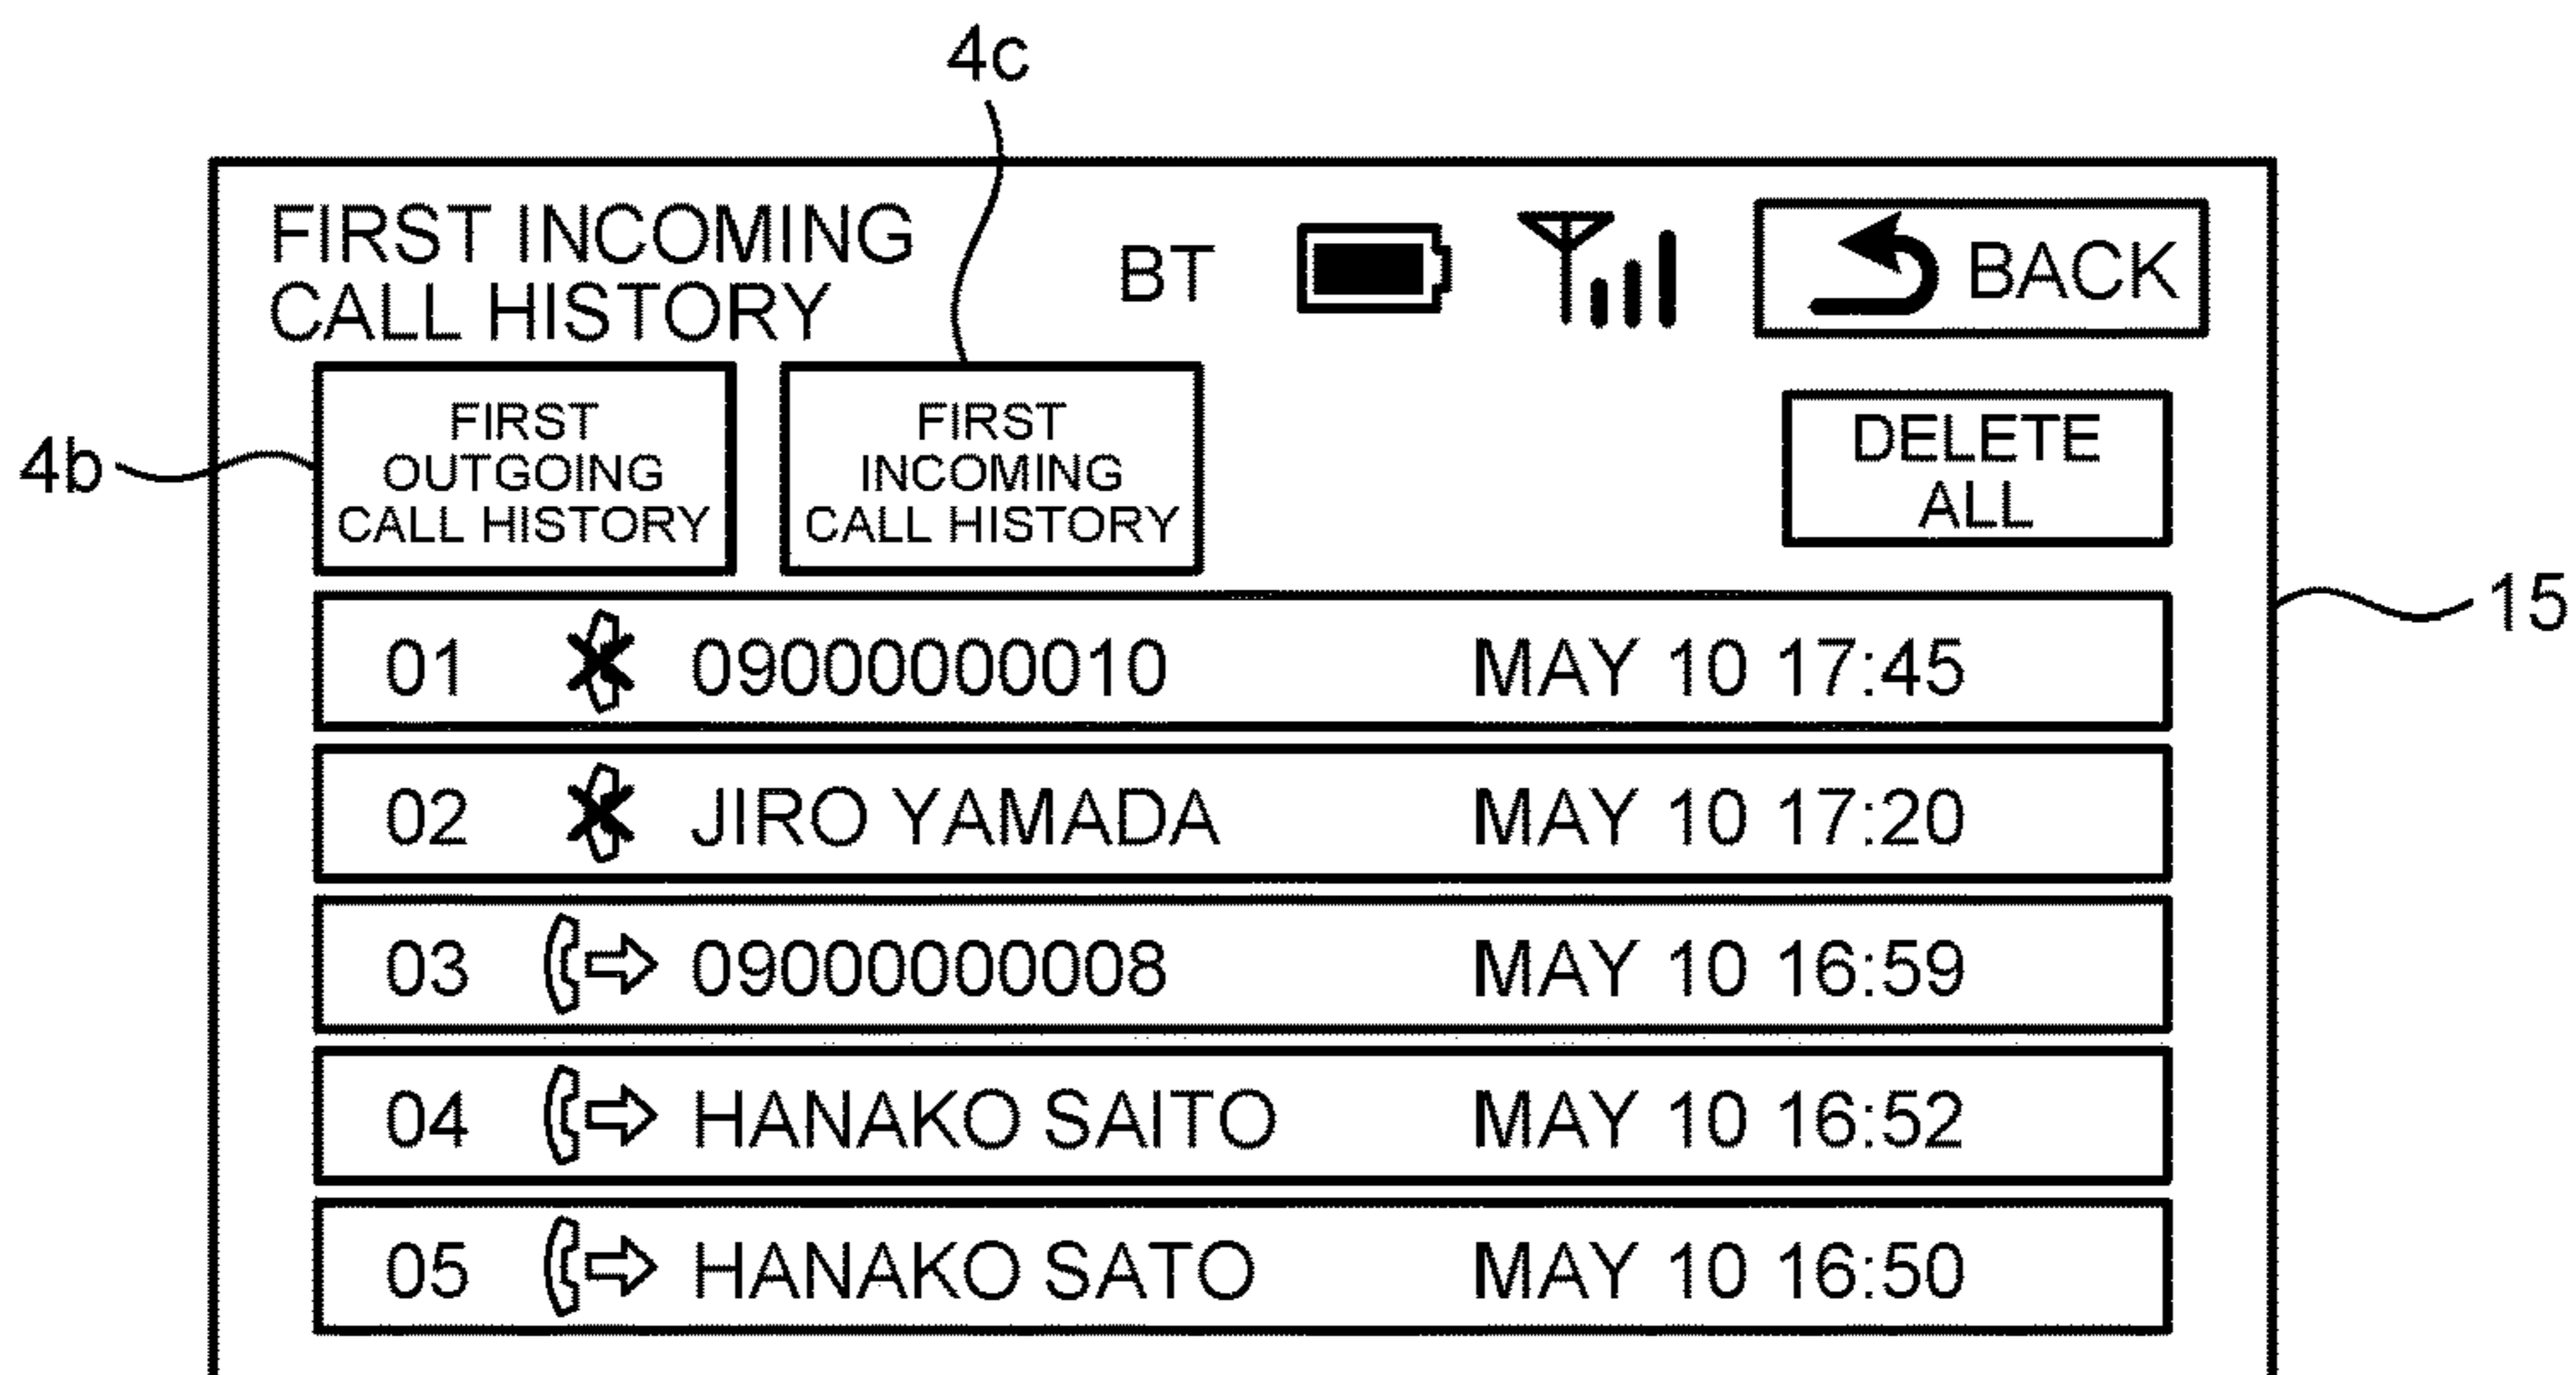 4c
FIRST INCOMING
CALL HISTORY
BT
BACK
4b
FIRST
OUTGOING
CALL HISTORY
FIRST
INCOMING
CALL HISTORY
DELETE
ALL
15
01 09000000010 MAY 10 17:45
02 JIRO YAMADA MAY 10 17:20
03 09000000008 MAY 10 16:59
04 HANAKO SAITO MAY 10 16:52
05 HANAKO SATO MAY 10 16:50